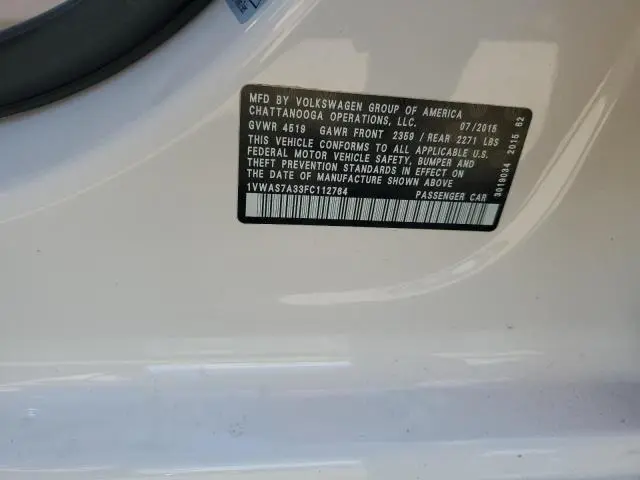 MFD BY VOLKSWAGEN GROUP OF AMERICA
CHATTANOOGA OPERATIONS, LLC. 07/2015
GVWR 4519 GAWR FRONT 2359 / REAR 2271 LBS
THIS VEHICLE CONFORMS TO ALL APPLICABLE U.S.
FEDERAL MOTOR VEHICLE SAFETY, BUMPER AND
THEFT PREVENTION STANDARDS IN EFFECT ON
THE DATE OF MANUFACTURE SHOWN ABOVE
1VWAS7A33FC112764 PASSENGER CAR
3019034 2015 62